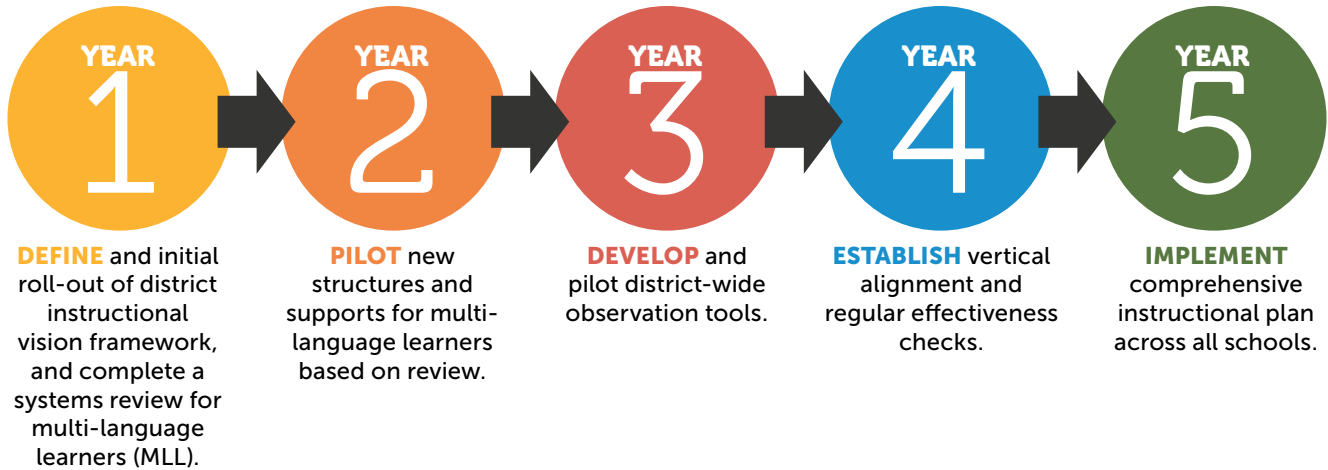 YEAR
1
YEAR
2
YEAR
3
YEAR
4
YEAR
5
DEFINE and initial
roll-out of district
instructional
vision framework,
and complete a
systems review for
multi-language
learners (MLL).
PILOT new
structures and
supports for multi-
language learners
based on review.
DEVELOP and
pilot district-wide
observation tools.
ESTABLISH vertical
alignment and
regular effectiveness
checks.
IMPLEMENT
comprehensive
instructional plan
across all schools.